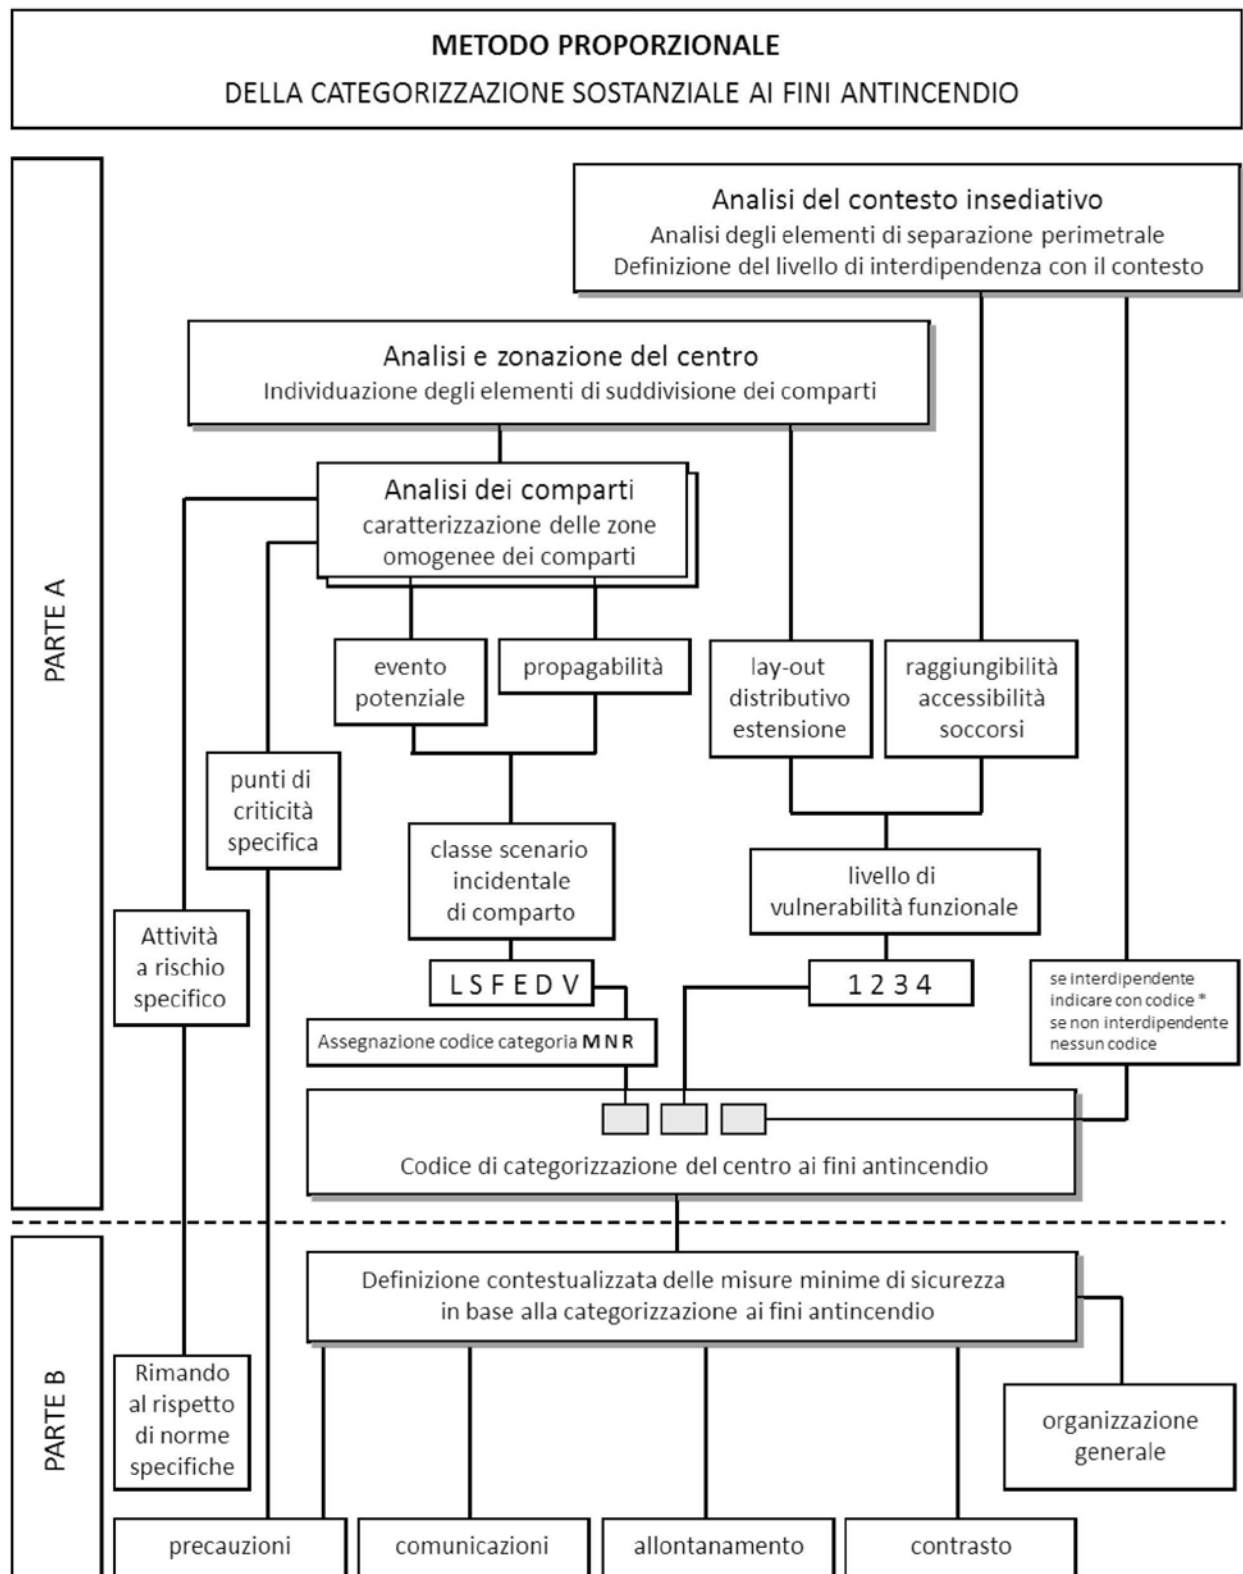 METODO PROPORZIONALE
DELLA CATEGORIZZAZIONE SOSTANZIALE AI FINI ANTINCENDIO
PARTE A
Analisi del contesto insediativo
Analisi degli elementi di separazione perimetrale
Definizione del livello di interdipendenza con il contesto
Analisi e zonazione del centro
Individuazione degli elementi di suddivisione dei comparti
Analisi dei comparti
caratterizzazione delle zone
omogenee dei comparti
evento
potenziale
propagabilità
lay-out
distributivo
estensione
raggiungibilità
accessibilità
soccorsi
punti di
criticità
specifica
classe scenario
incidentale
di comparto
livello di
vulnerabilità funzionale
Attività
a rischio
specifico
L S F E D V
1 2 3 4
se interdipendente
indicare con codice *
se non interdipendente
nessun codice
Assegnazione codice categoria M N R
Codice di categorizzazione del centro ai fini antincendio
PARTE B
Definizione contestualizzata delle misure minime di sicurezza
in base alla categorizzazione ai fini antincendio
Rimando
al rispetto
di norme
specifiche
organizzazione
generale
precauzioni
comunicazioni
allontanamento
contrasto